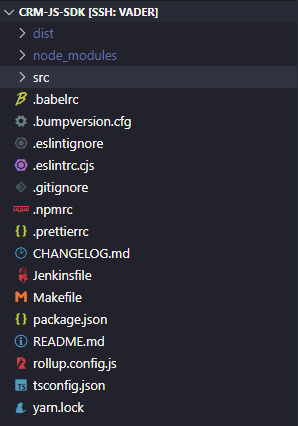 CRM-JS-SDK [SSH: VADER]
dist
node_modules
src
.babelrc
.bumpversion.cfg
.eslintignore
.eslintrc.cjs
.gitignore
.npmrc
.prettierrc
CHANGELOG.md
Jenkinsfile
Makefile
package.json
README.md
rollup.config.js
tsconfig.json
yarn.lock